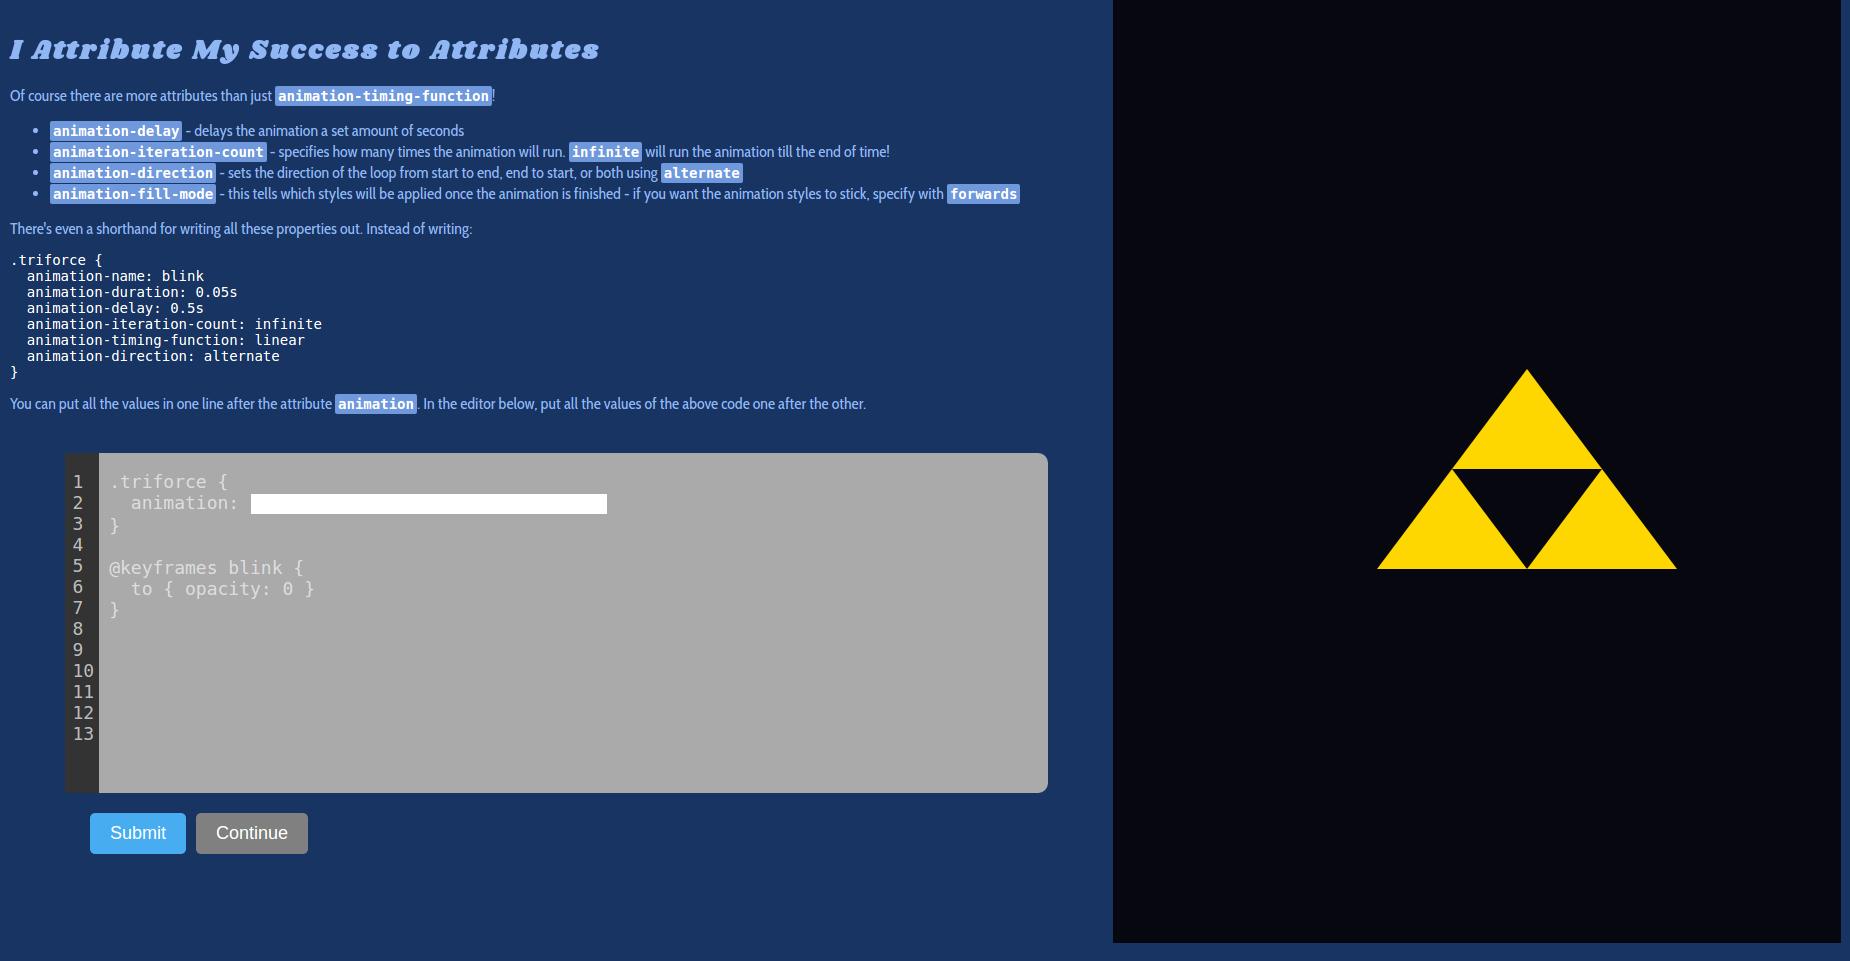 I Attribute My Success to Attributes
Of course there are more attributes than just animation-timing-function!
animation-delay - delays the animation a set amount of seconds
animation-iteration-count - specifies how many times the animation will run. infinite will run the animation till the end of time!
animation-direction - sets the direction of the loop from start to end, end to start, or both using alternate
animation-fill-mode - this tells which styles will be applied once the animation is finished - if you want the animation styles to stick, specify with forwards
There's even a shorthand for writing all these properties out. Instead of writing:
.triforce {
  animation-name: blink
  animation-duration: 0.05s
  animation-delay: 0.5s
  animation-iteration-count: infinite
  animation-timing-function: linear
  animation-direction: alternate
}
You can put all the values in one line after the attribute animation. In the editor below, put all the values of the above code one after the other.
1 .triforce {
2   animation:
3 }
4
5 @keyframes blink {
6   to { opacity: 0 }
7 }
8
9
10
11
12
13
Submit Continue